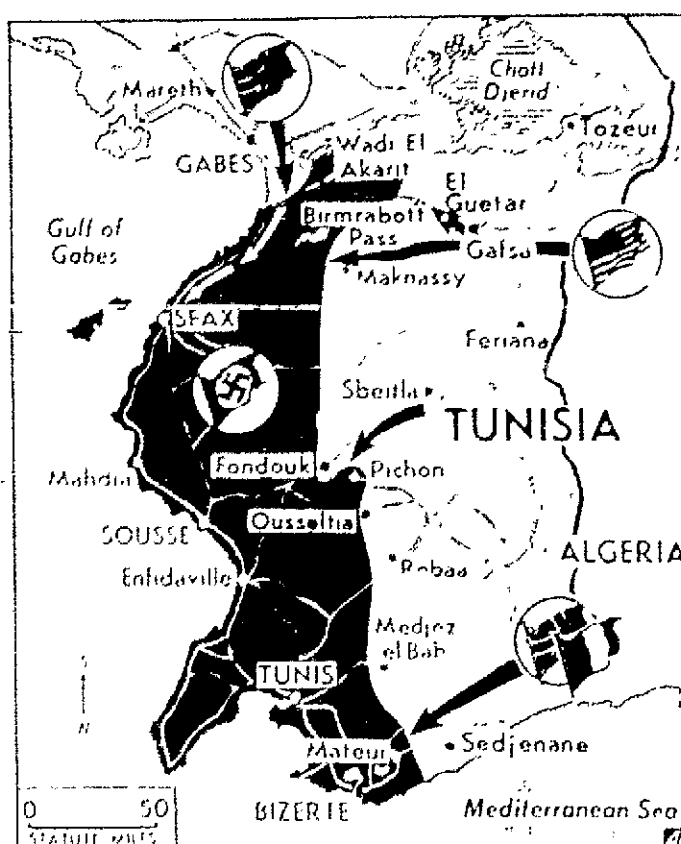 Chott
Djerid
Mareth
Tozeur
Wadi El
Akarit
GABES
El
Guetar
Birmrabott
Pass
Gulf of
Gabes
Gafsa
Maknassy
SFAX
Feriana
Sbeitla
TUNISIA
Fondouk
Pichon
Mahdia
Ousseltia
SOUSSE
ALGERIA
Enfidaville
Robaa
Medjez
el Bab
S
N
TUNIS
Mateur
Sedjenane
0 50
STATUTE MILES
BIZERTE
Mediterranean Sea